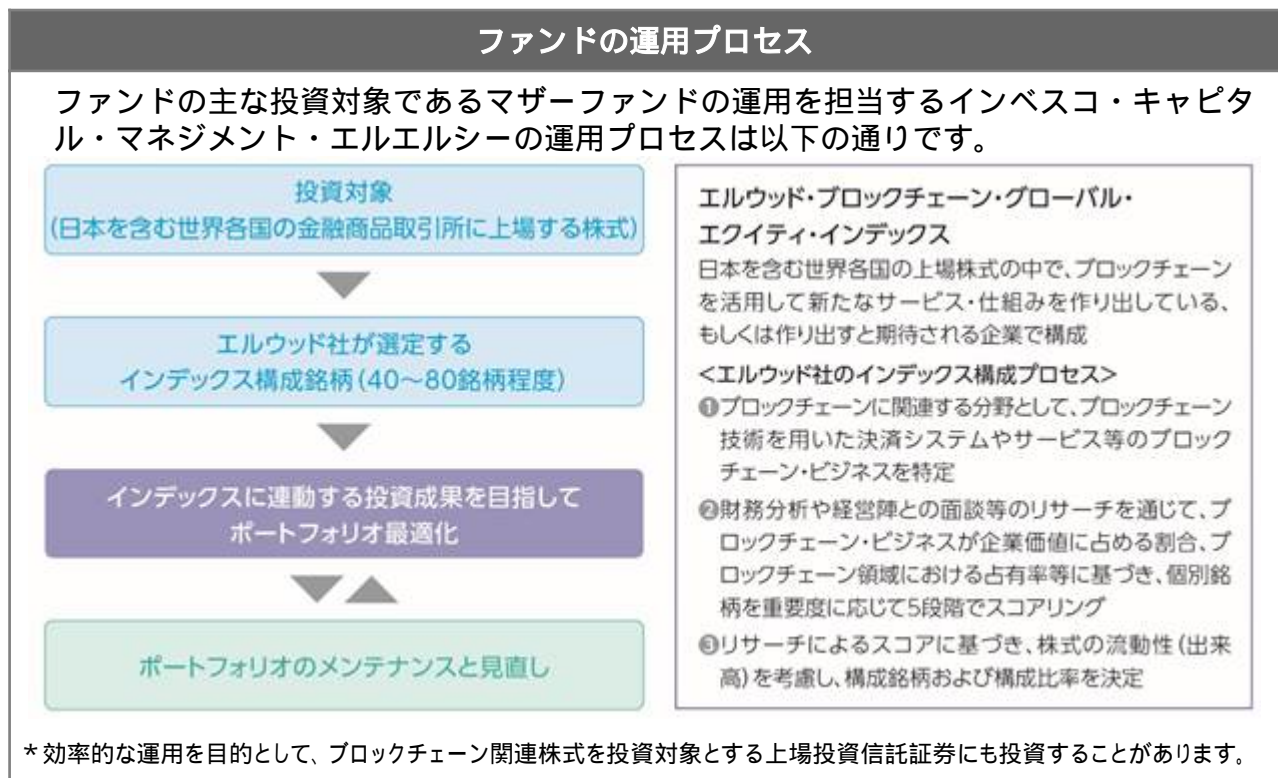 ファンドの運用プロセス
ファンドの主な投資対象であるマザーファンドの運用を担当するインベスコ・キャピタ
ル・マネジメント・エルエルシーの運用プロセスは以下の通りです。
投資対象
(日本を含む世界各国の金融商品取引所に上場する株式)
エルウッド社が選定する
インデックス構成銘柄(40～80銘柄程度)
インデックスに連動する投資成果を目指して
ポートフォリオ最適化
ポートフォリオのメンテナンスと見直し
エルウッド・ブロックチェーン・グローバル・
エクイティ・インデックス
日本を含む世界各国の上場株式の中で、ブロックチェーン
を活用して新たなサービス・仕組みを作り出している、
もしくは作り出すと期待される企業で構成
<エルウッド社のインデックス構成プロセス>
❶ブロックチェーンに関連する分野として、ブロックチェーン
技術を用いた決済システムやサービス等のブロック
チェーン・ビジネスを特定
❷財務分析や経営陣との面談等のリサーチを通じて、ブ
ロックチェーン・ビジネスが企業価値に占める割合、ブ
ロックチェーン領域における占有率等に基づき、個別銘
柄を重要度に応じて5段階でスコアリング
❸リサーチによるスコアに基づき、株式の流動性(出来
高)を考慮し、構成銘柄および構成比率を決定
*効率的な運用を目的として、ブロックチェーン関連株式を投資対象とする上場投資信託証券にも投資することがあります。